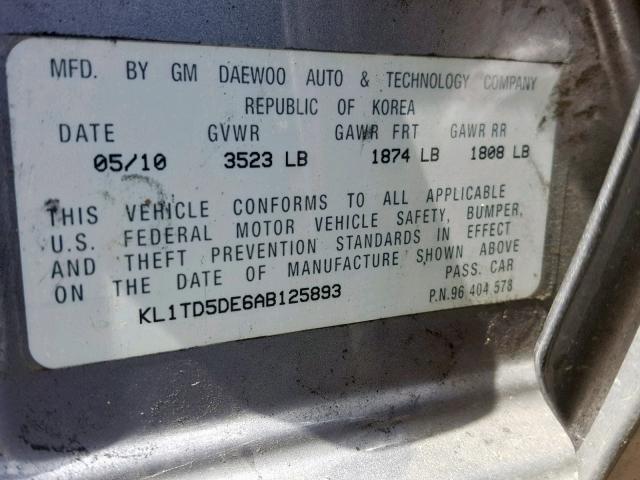 MFD. BY GM DAEWOO AUTO & TECHNOLOGY COMPANY
REPUBLIC OF KOREA
DATE GVWR GAWR FRT GAWR RR
05/10 3523 LB 1874 LB 1808 LB
THIS VEHICLE CONFORMS TO ALL APPLICABLE
U.S. FEDERAL MOTOR VEHICLE SAFETY, BUMPER,
AND THEFT PREVENTION STANDARDS IN EFFECT
ON THE DATE OF MANUFACTURE SHOWN ABOVE
PASS. CAR
KL1TD5DE6AB125893 P.N.96 404 578